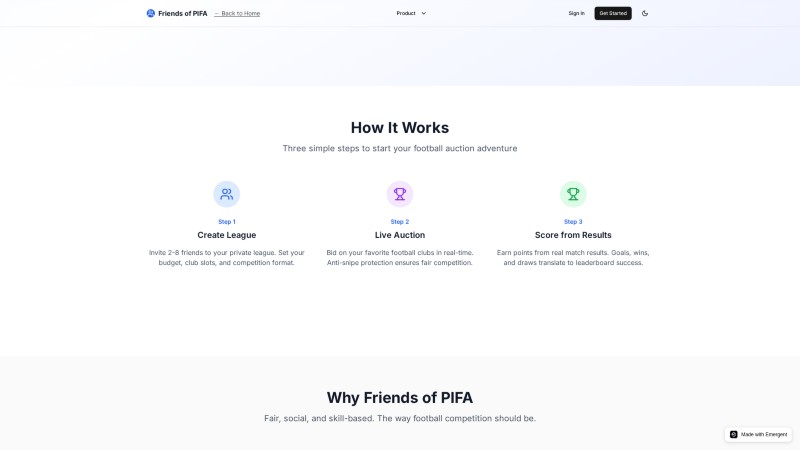 Friends of PIFA
← Back to Home
Product
Sign In
Get Started
How It Works
Three simple steps to start your football auction adventure
Step 1
Create League
Invite 2-8 friends to your private league. Set your
budget, club slots, and competition format.
Step 2
Live Auction
Bid on your favorite football clubs in real-time.
Anti-snipe protection ensures fair competition.
Step 3
Score from Results
Earn points from real match results. Goals, wins,
and draws translate to leaderboard success.
Why Friends of PIFA
Fair, social, and skill-based. The way football competition should be.
Made with Emergent